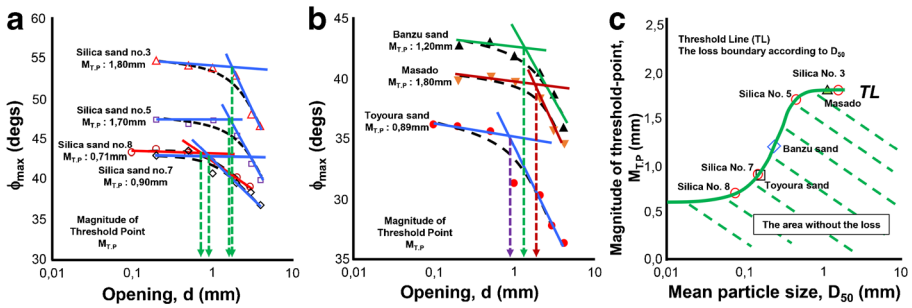 a
ϕmax (degs)
60
55
50
45
40
35
30
Silica sand no.3
MT.P : 1,80mm
Silica sand no.5
MT.P : 1,70mm
Silica sand no.8
MT.P : 0,71mm
Silica sand no.7
MT.P : 0,90mm
Magnitude of
Threshold Point
MT.P
0,01 0,1 1 10
Opening, d (mm)
b
ϕmax (degs)
45
40
35
30
25
Banzu sand
MT.P : 1,20mm
Masado
MT.P : 1.80mm
Toyoura sand
MT.P : 0,89mm
Magnitude of
Threshold Point
MT.P
0,01 0,1 1 10
Opening, d (mm)
c
Magnitude of threshold-point,
MT.P (mm)
2,5
2,0
1,5
1,0
0,5
0,0
Threshold Line (TL)
The loss boundary according to D50
Silica No. 3
Silica No. 5
TL
Masado
Banzu sand
Silica No. 7
Toyoura sand
Silica No. 8
The area without the loss
0,01 0,1 1 10
Mean particle size, D50 (mm)